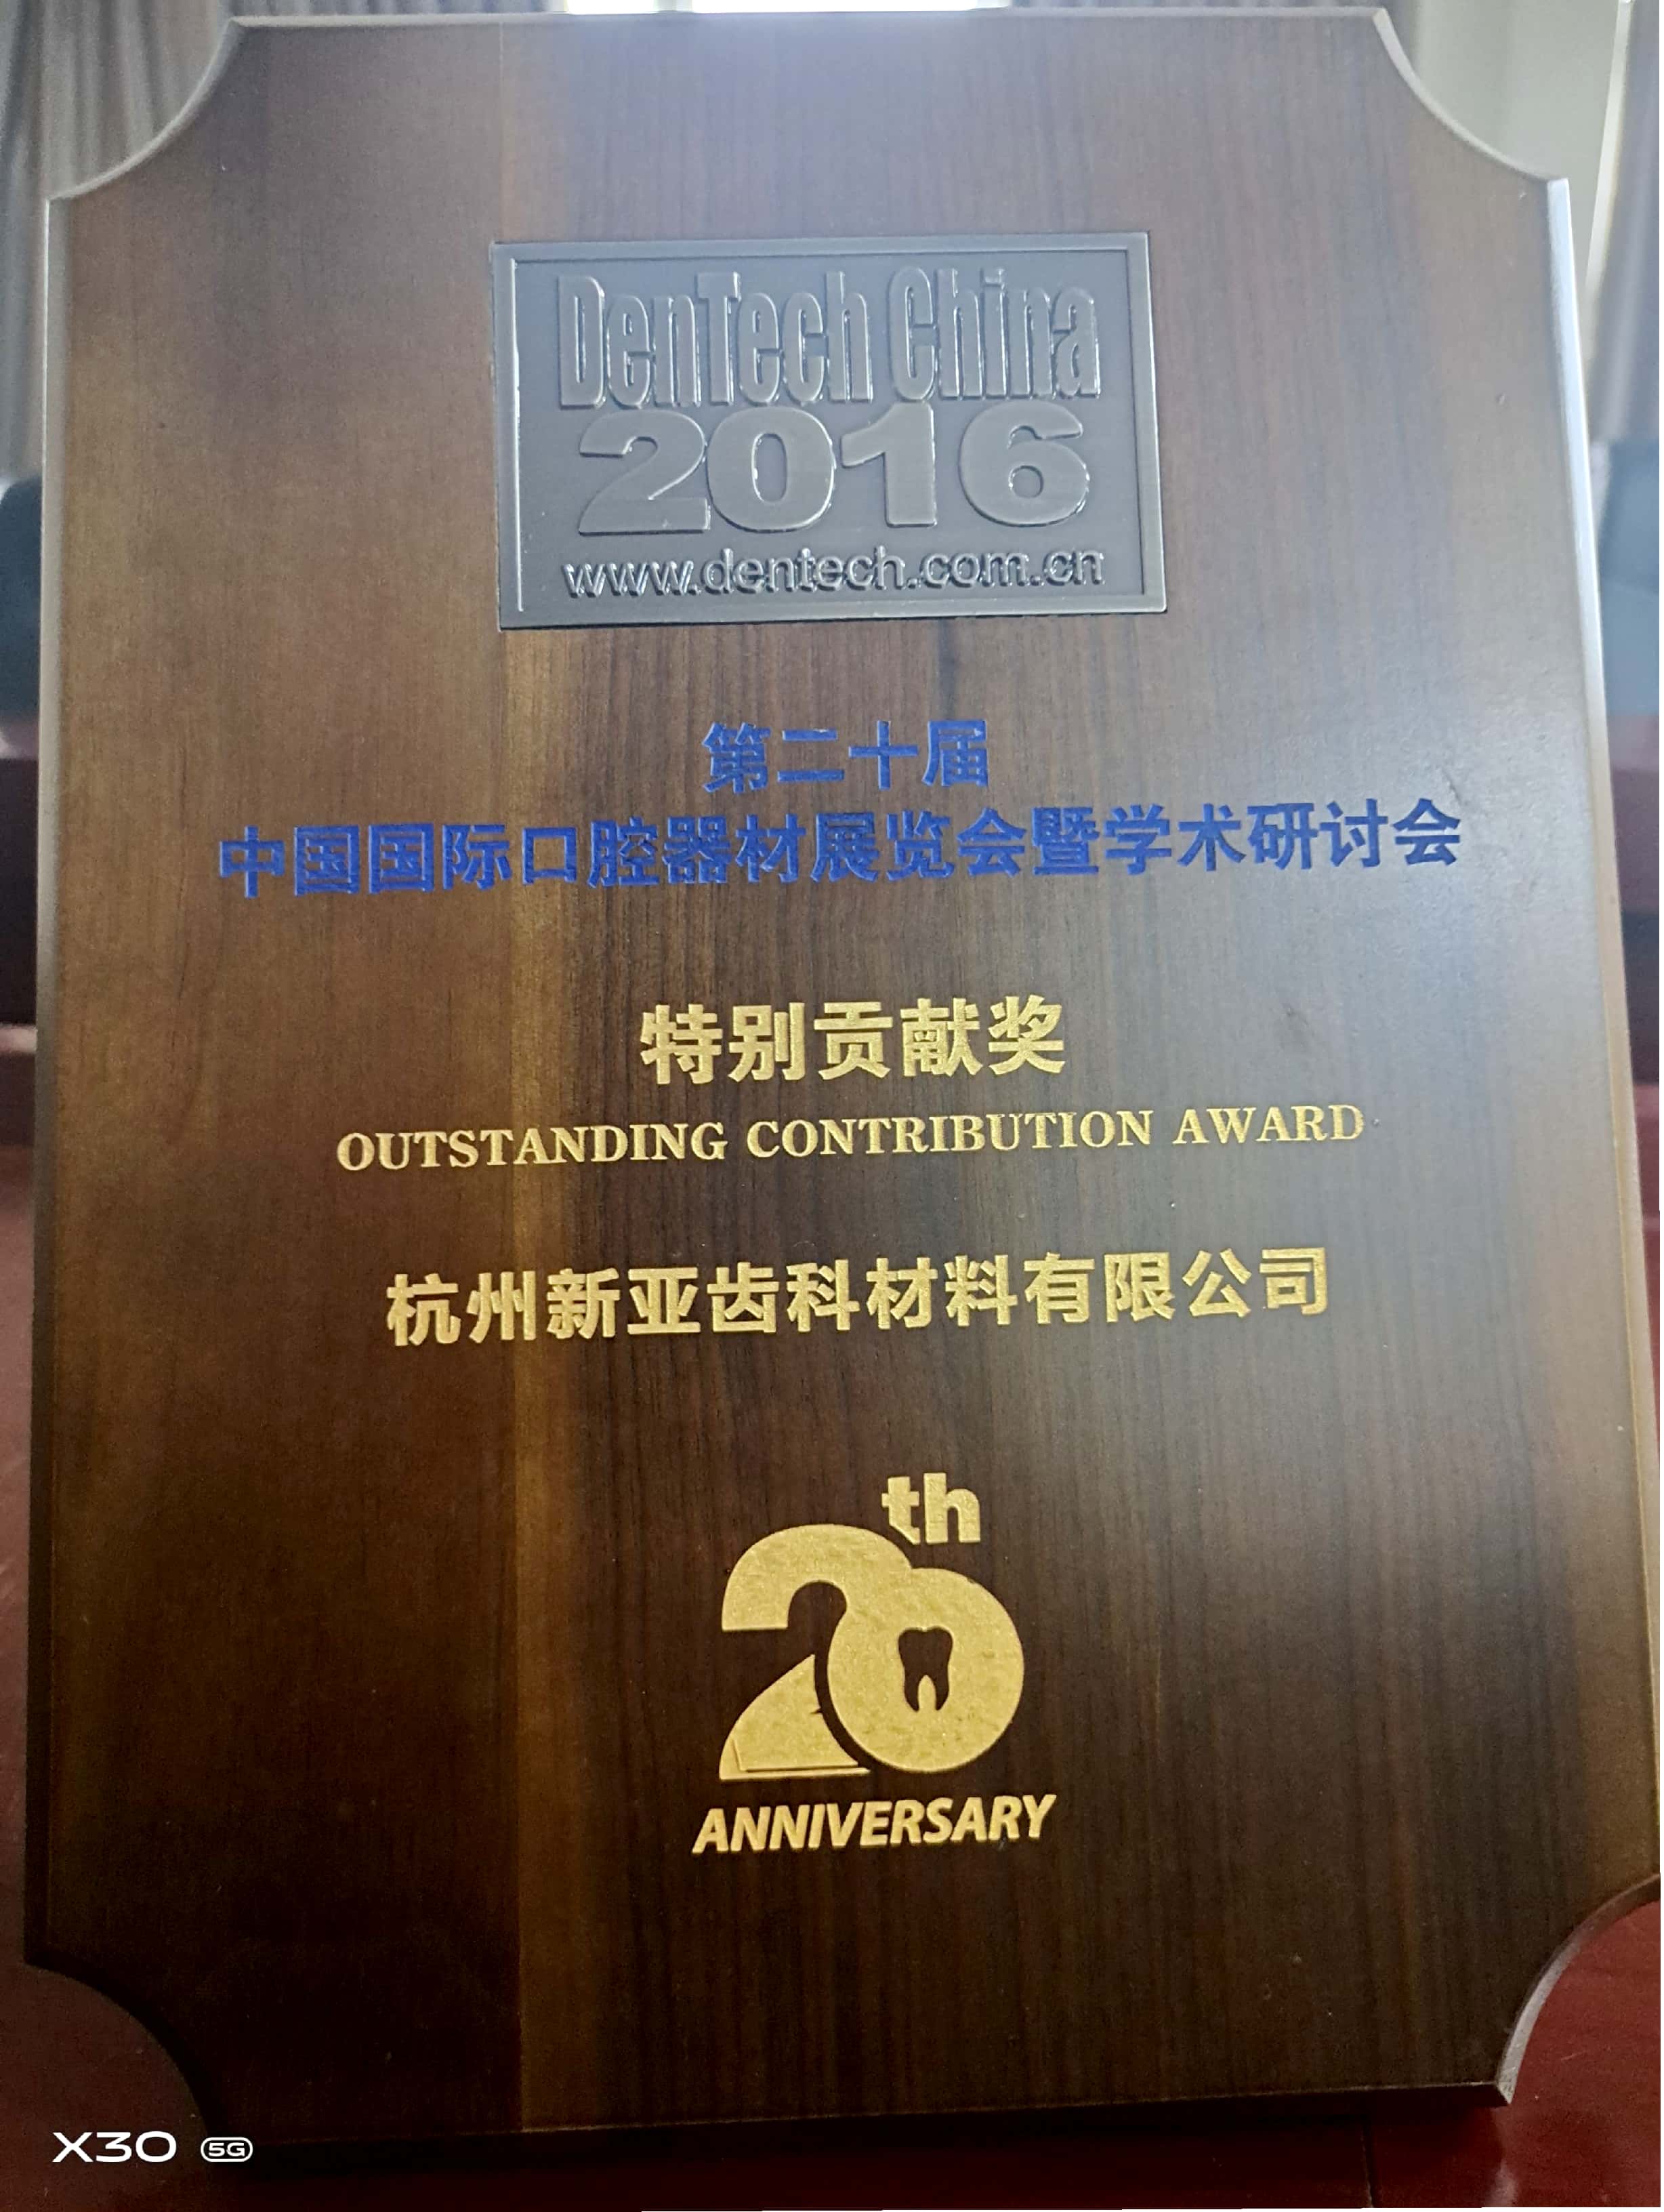 DenTech China
2016
www.dentech.com.cn
第二十届
中国国际口腔器材展览会暨学术研讨会
特别贡献奖
OUTSTANDING CONTRIBUTION AWARD
杭州新亚齿科材料有限公司
20th
ANNIVERSARY
X30 5G